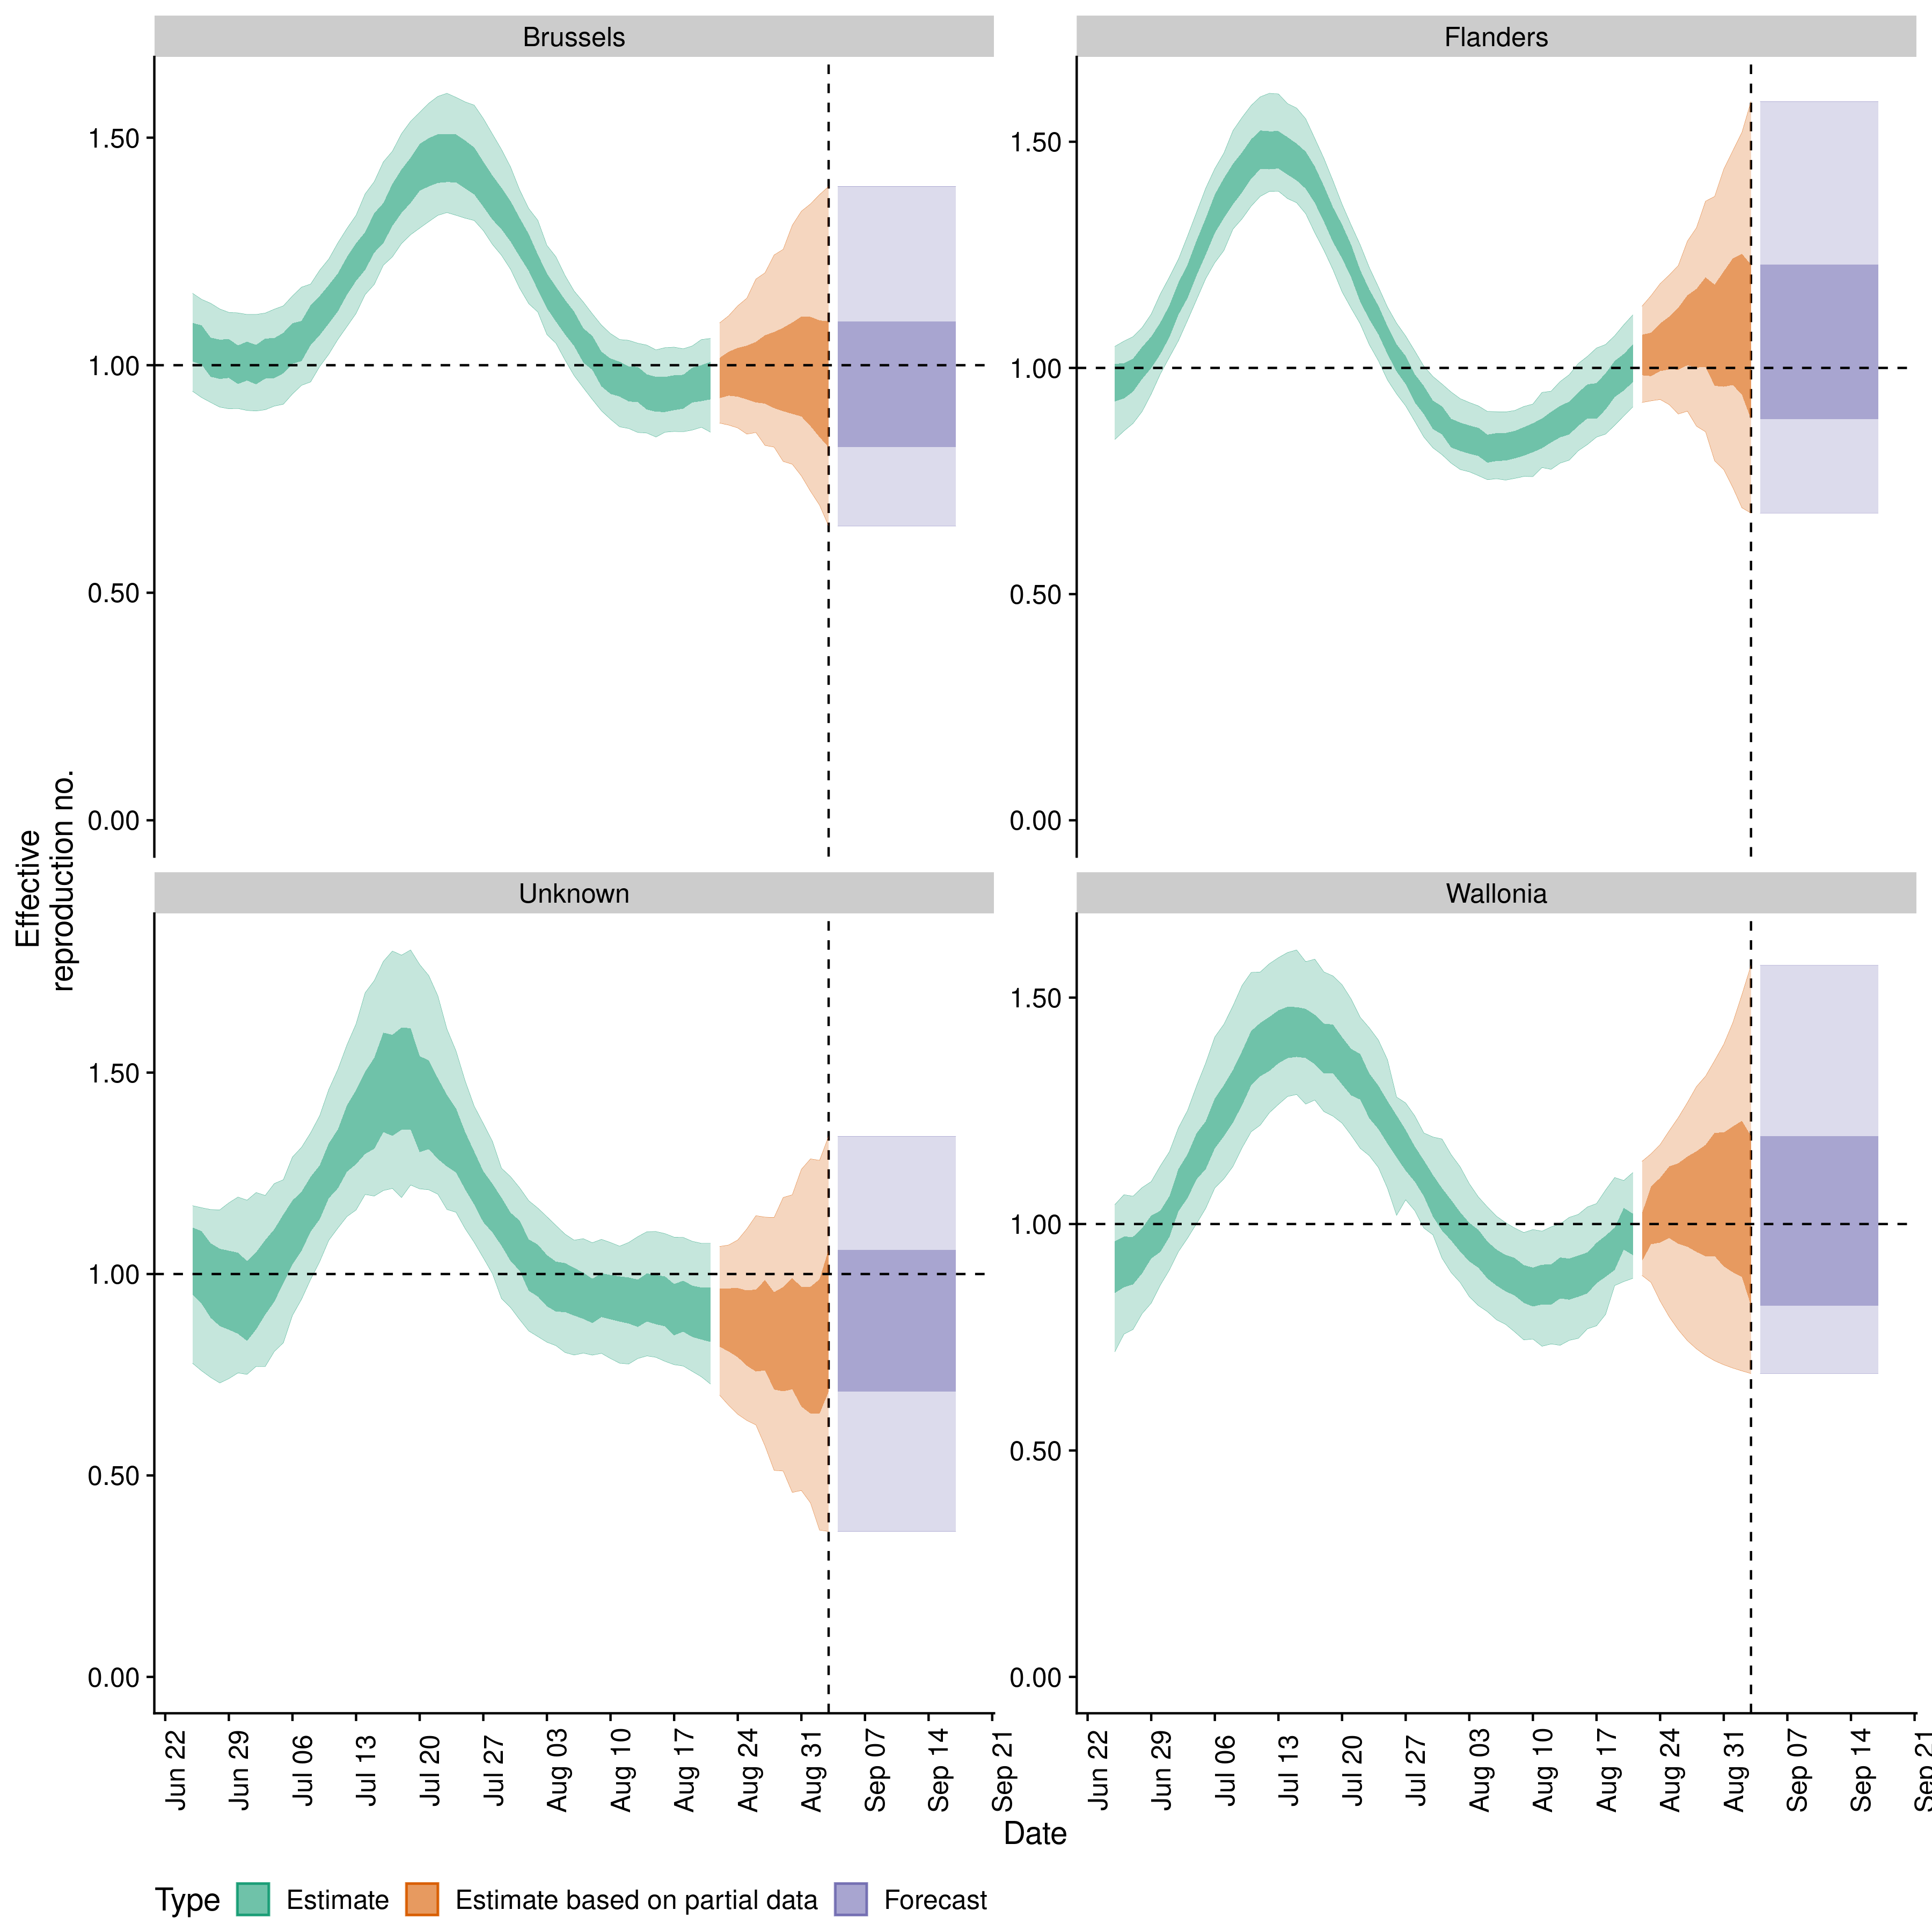 Brussels
Flanders
1.50
1.00
0.50
0.00
1.50
1.00
0.50
0.00
Effective
reproduction no.
Unknown
Wallonia
1.50
1.00
0.50
0.00
1.50
1.00
0.50
0.00
Jun 22
Jun 29
Jul 06
Jul 13
Jul 20
Jul 27
Aug 03
Aug 10
Aug 17
Aug 24
Aug 31
Sep 07
Sep 14
Sep 21
Jun 22
Jun 29
Jul 06
Jul 13
Jul 20
Jul 27
Aug 03
Aug 10
Aug 17
Aug 24
Aug 31
Sep 07
Sep 14
Sep 21
Date
Type Estimate Estimate based on partial data Forecast